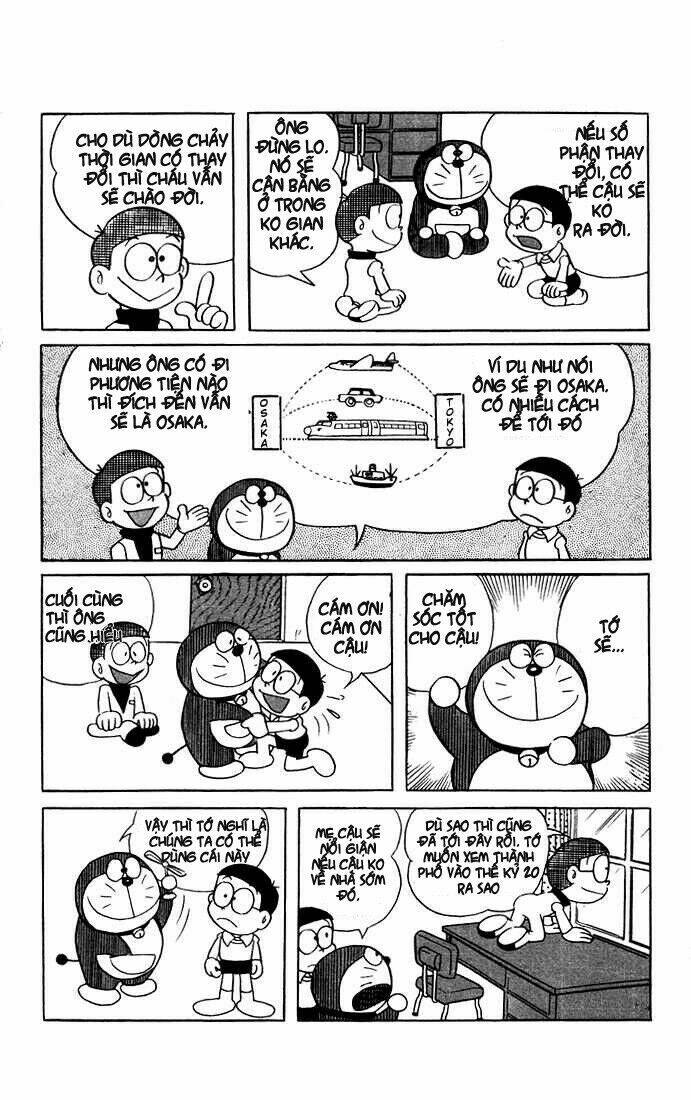 NẾU SỐ
PHẬN THAY
ĐỔI, CÓ
THỂ CẬU SẼ
KO
RA ĐỜI.
ÔNG
ĐỪNG LO.
NÓ SẼ
CÂN BẰNG
Ở TRONG
KO GIAN
KHÁC.
CHO DÙ DÒNG CHẢY
THỜI GIAN CÓ THAY
ĐỔI THÌ CHÁU VẪN
SẼ CHÀO ĐỜI.
VÍ DỤ NHƯ NÓI
ÔNG SẼ ĐI OSAKA.
CÓ NHIỀU CÁCH
ĐỂ TỚI ĐÓ
TOKYO
OSAKA
NHƯNG ÔNG CÓ ĐI
PHƯƠNG TIỆN NÀO
THÌ ĐÍCH ĐẾN VẪN
SẼ LÀ OSAKA.
TỚ
SẼ...
CHĂM
SÓC TỐT
CHO CẬU!
CÁM ƠN!
CÁM ƠN
CẬU!
CUỐI CÙNG
THÌ ÔNG
CŨNG HIỂU
DÙ SAO THÌ CŨNG
ĐÃ TỚI ĐÂY RỒI. TỚ
MUỐN XEM THÀNH
PHỐ VÀO THẾ KỶ 20
RA SAO
MẸ CẬU SẼ
NỔI GIẬN
NẾU CẬU KO
VỀ NHÀ SỚM
ĐÓ.
VẬY THÌ TỚ NGHĨ LÀ
CHÚNG TA CÓ THỂ
DÙNG CÁI NÀY